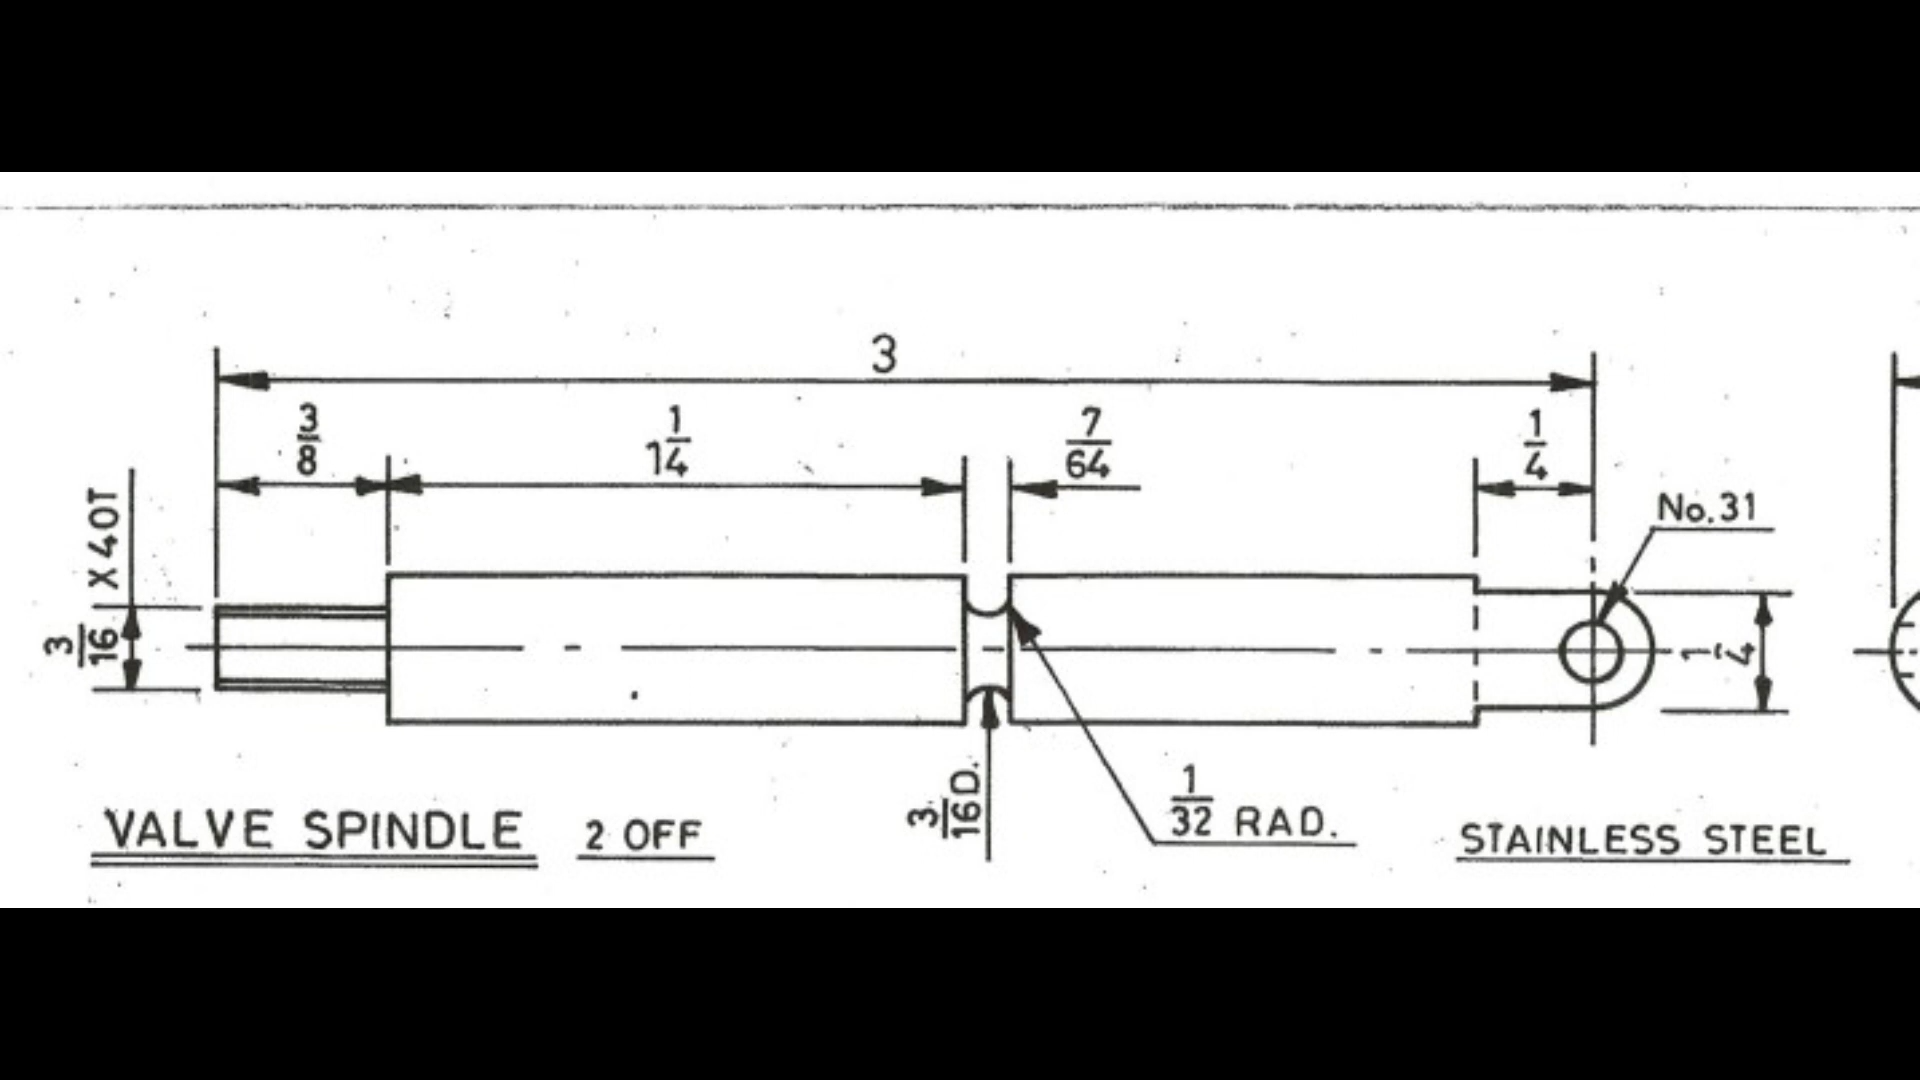 3
3/8
1 1/4
7/64
1/4
No.31
3/16 X 40T
1/4
3/16 D.
1/32 RAD.
VALVE SPINDLE 2 OFF
STAINLESS STEEL